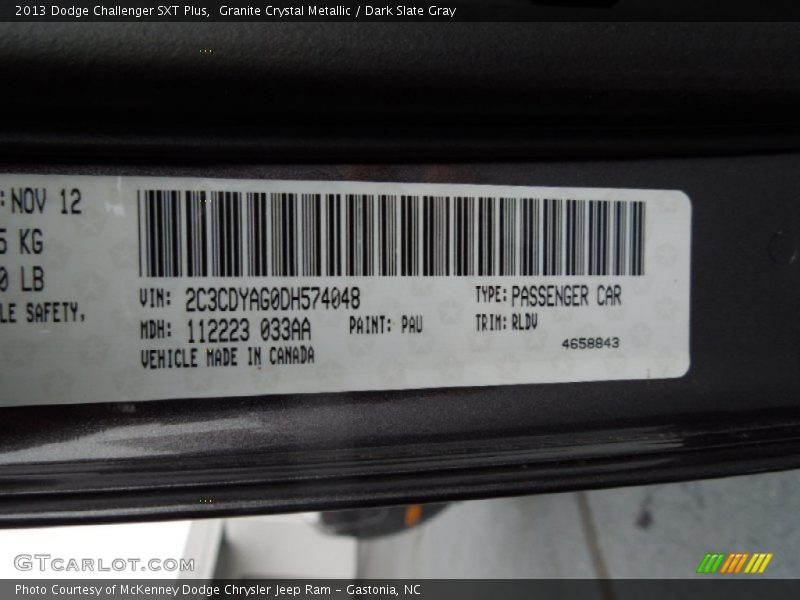 2013 Dodge Challenger SXT Plus,  Granite Crystal Metallic / Dark Slate Gray
: NOV 12
5 KG
0 LB
LE SAFETY,
VIN: 2C3CDYAG0DH574048
TYPE: PASSENGER CAR
MDH: 112223 033AA
PAINT: PAU
TRIM: RLDV
VEHICLE MADE IN CANADA
4658843
GTCARLOT.COM
Photo Courtesy of McKenney Dodge Chrysler Jeep Ram - Gastonia, NC